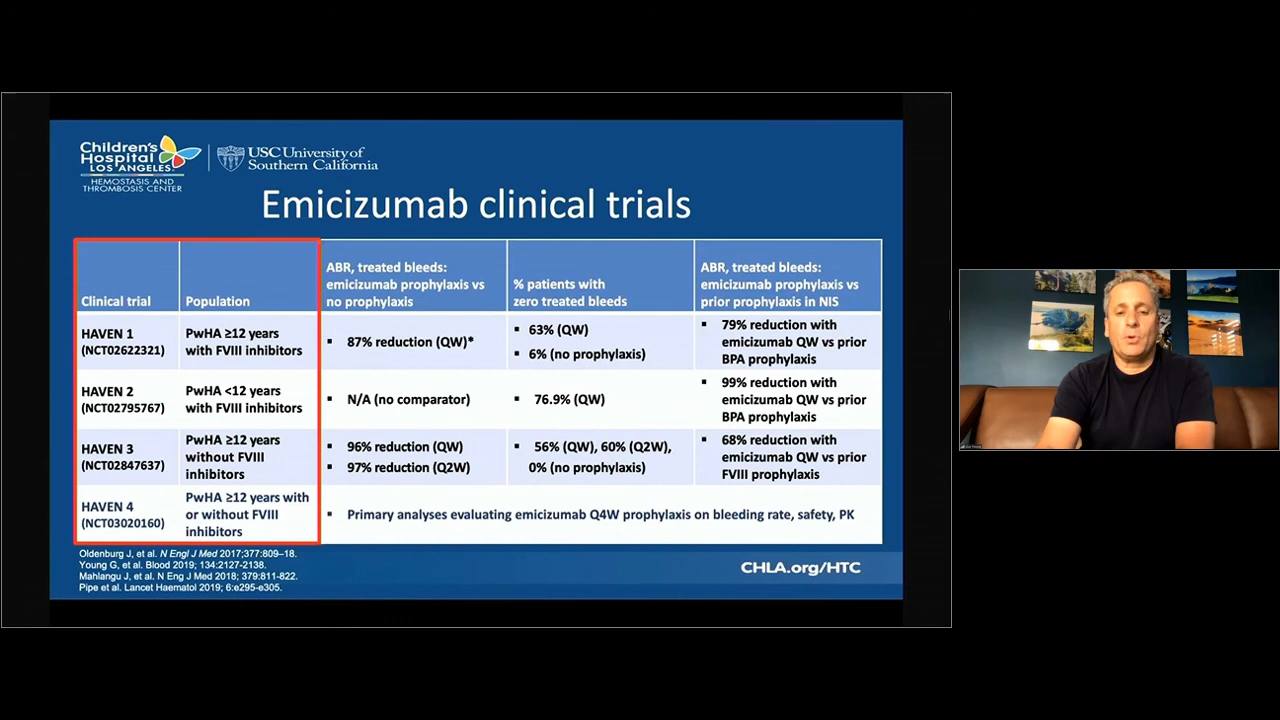 Children's
Hospital
LOS ANGELES
HEMOSTASIS AND
THROMBOSIS CENTER
USC University of
Southern California
Emicizumab clinical trials
Clinical trial
Population
ABR, treated bleeds:
emicizumab prophylaxis vs
no prophylaxis
% patients with
zero treated bleeds
ABR, treated bleeds:
emicizumab prophylaxis vs
prior prophylaxis in NIS
HAVEN 1
(NCT02622321)
PwHA ≥12 years
with FVIII inhibitors
▪ 87% reduction (QW)*
▪ 63% (QW)
▪ 6% (no prophylaxis)
▪ 79% reduction with
emicizumab QW vs prior
BPA prophylaxis
HAVEN 2
(NCT02795767)
PwHA <12 years
with FVIII inhibitors
▪ N/A (no comparator)
▪ 76.9% (QW)
▪ 99% reduction with
emicizumab QW vs prior
BPA prophylaxis
HAVEN 3
(NCT02847637)
PwHA ≥12 years
without FVIII
inhibitors
▪ 96% reduction (QW)
▪ 97% reduction (Q2W)
▪ 56% (QW), 60% (Q2W),
0% (no prophylaxis)
▪ 68% reduction with
emicizumab QW vs prior
FVIII prophylaxis
HAVEN 4
(NCT03020160)
PwHA ≥12 years with
or without FVIII
inhibitors
▪ Primary analyses evaluating emicizumab Q4W prophylaxis on bleeding rate, safety, PK
Oldenburg J, et al. N Engl J Med 2017;377:809–18.
Young G, et al. Blood 2019; 134:2127-2138.
Mahlangu J, et al. N Eng J Med 2018; 379:811-822.
Pipe et al. Lancet Haematol 2019; 6:e295-e305.
CHLA.org/HTC